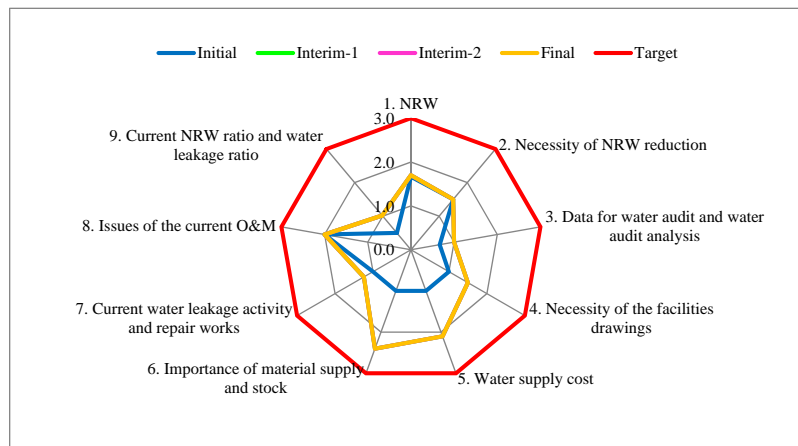 Initial Interim-1 Interim-2 Final Target
1. NRW
3.0
9. Current NRW ratio and water
leakage ratio
2. Necessity of NRW reduction
2.0
3. Data for water audit and water
audit analysis
8. Issues of the current O&M
1.0
0.0
7. Current water leakage activity
and repair works
4. Necessity of the facilities
drawings
6. Importance of material supply
and stock
5. Water supply cost